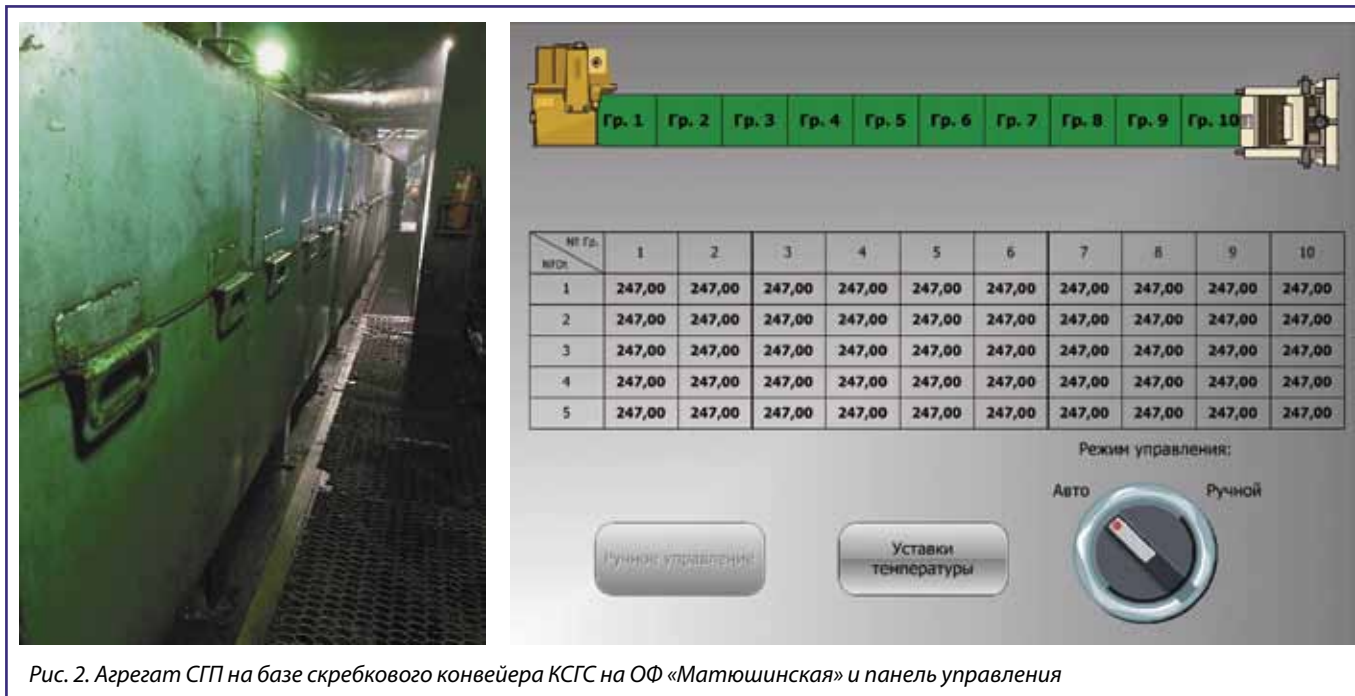 Гр. 1 Гр. 2 Гр. 3 Гр. 4 Гр. 5 Гр. 6 Гр. 7 Гр. 8 Гр. 9 Гр. 10
№ Гр. 1 2 3 4 5 6 7 8 9 10
1 247,00 247,00 247,00 247,00 247,00 247,00 247,00 247,00 247,00 247,00
2 247,00 247,00 247,00 247,00 247,00 247,00 247,00 247,00 247,00 247,00
3 247,00 247,00 247,00 247,00 247,00 247,00 247,00 247,00 247,00 247,00
4 247,00 247,00 247,00 247,00 247,00 247,00 247,00 247,00 247,00 247,00
5 247,00 247,00 247,00 247,00 247,00 247,00 247,00 247,00 247,00 247,00
Режим управления:
Авто Ручной
Ручное управление
Уставки
температуры
Рис. 2. Агрегат СГП на базе скребкового конвейера КСГС на ОФ «Матюшинская» и панель управления